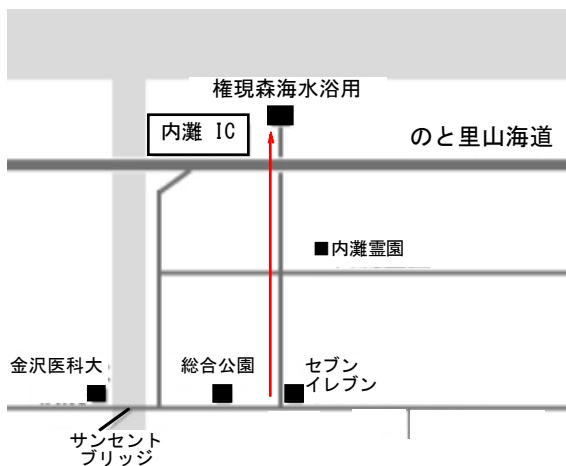 権現森海水浴用
内灘 IC
のと里山海道
■内灘霊園
金沢医科大
総合公園
セブン
イレブン
サンセント
ブリッジ